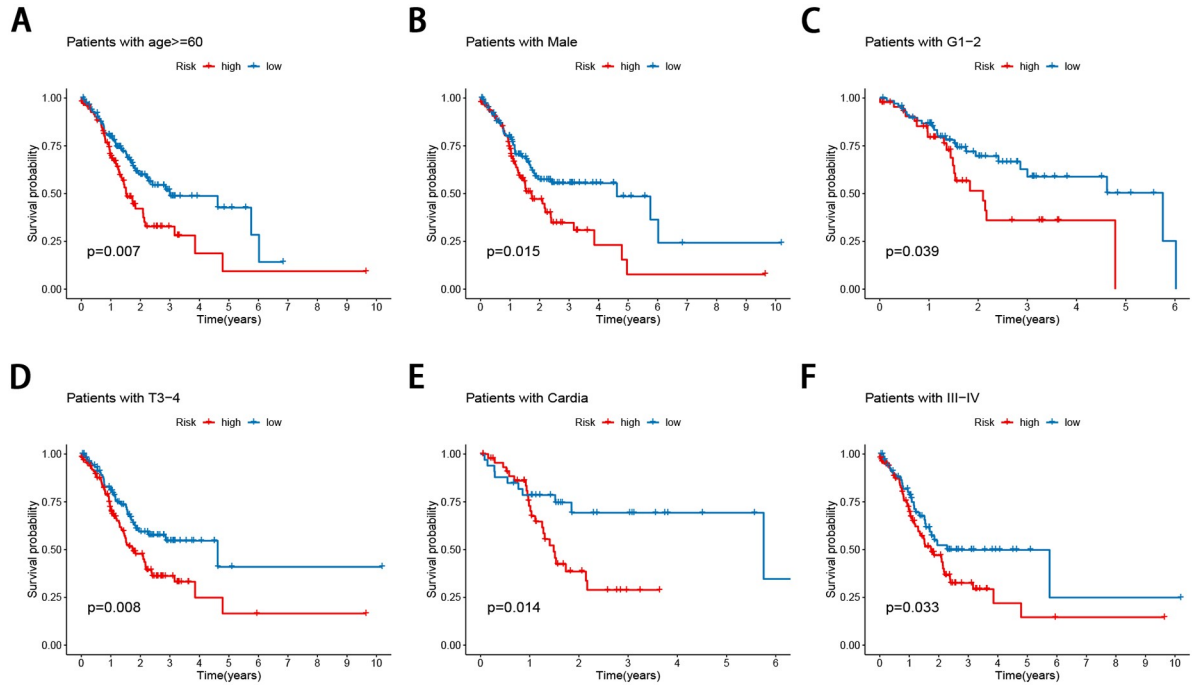 A
Patients with age>=60
Risk high low
1.00
0.75
0.50
0.25
0.00
Survival probability
p=0.007
0 1 2 3 4 5 6 7 8 9 10
Time(years)
B
Patients with Male
Risk high low
1.00
0.75
0.50
0.25
0.00
Survival probability
p=0.015
0 1 2 3 4 5 6 7 8 9 10
Time(years)
C
Patients with G1-2
Risk high low
1.00
0.75
0.50
0.25
0.00
Survival probability
p=0.039
0 1 2 3 4 5 6
Time(years)
D
Patients with T3-4
Risk high low
1.00
0.75
0.50
0.25
0.00
Survival probability
p=0.008
0 1 2 3 4 5 6 7 8 9 10
Time(years)
E
Patients with Cardia
Risk high low
1.00
0.75
0.50
0.25
0.00
Survival probability
p=0.014
0 1 2 3 4 5 6
Time(years)
F
Patients with III-IV
Risk high low
1.00
0.75
0.50
0.25
0.00
Survival probability
p=0.033
0 1 2 3 4 5 6 7 8 9 10
Time(years)